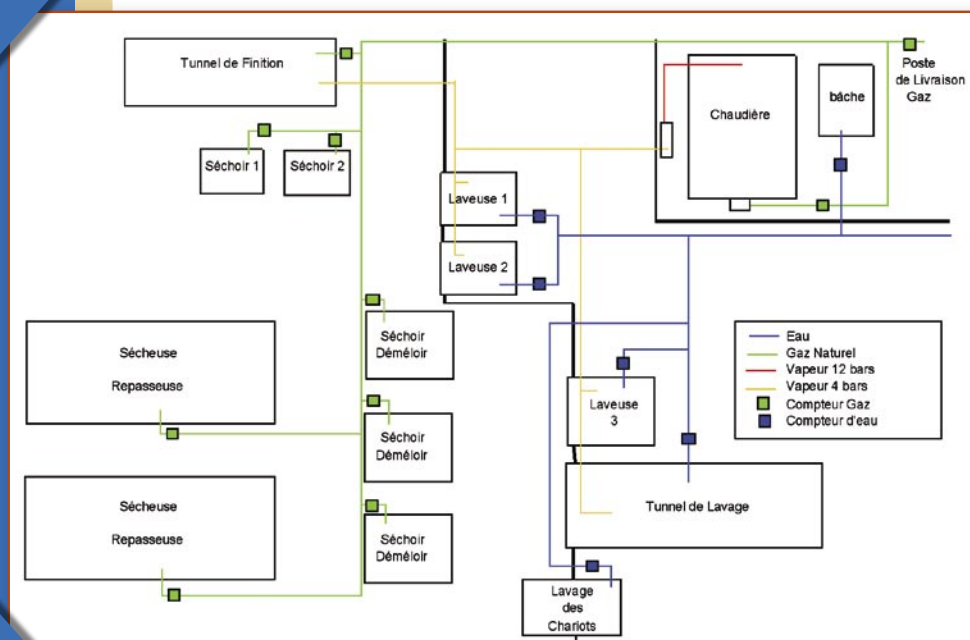 Tunnel de Finition
Poste
de Livraison
Gaz
Chaudière
bâche
Séchoir 1
Séchoir 2
Laveuse 1
Laveuse 2
Séchoir
Démêloir
Sécheuse
Repasseuse
Eau
Gaz Naturel
Vapeur 12 bars
Vapeur 4 bars
Compteur Gaz
Compteur d'eau
Laveuse
3
Séchoir
Démêloir
Sécheuse
Repasseuse
Tunnel de Lavage
Séchoir
Démêloir
Lavage
des
Chariots